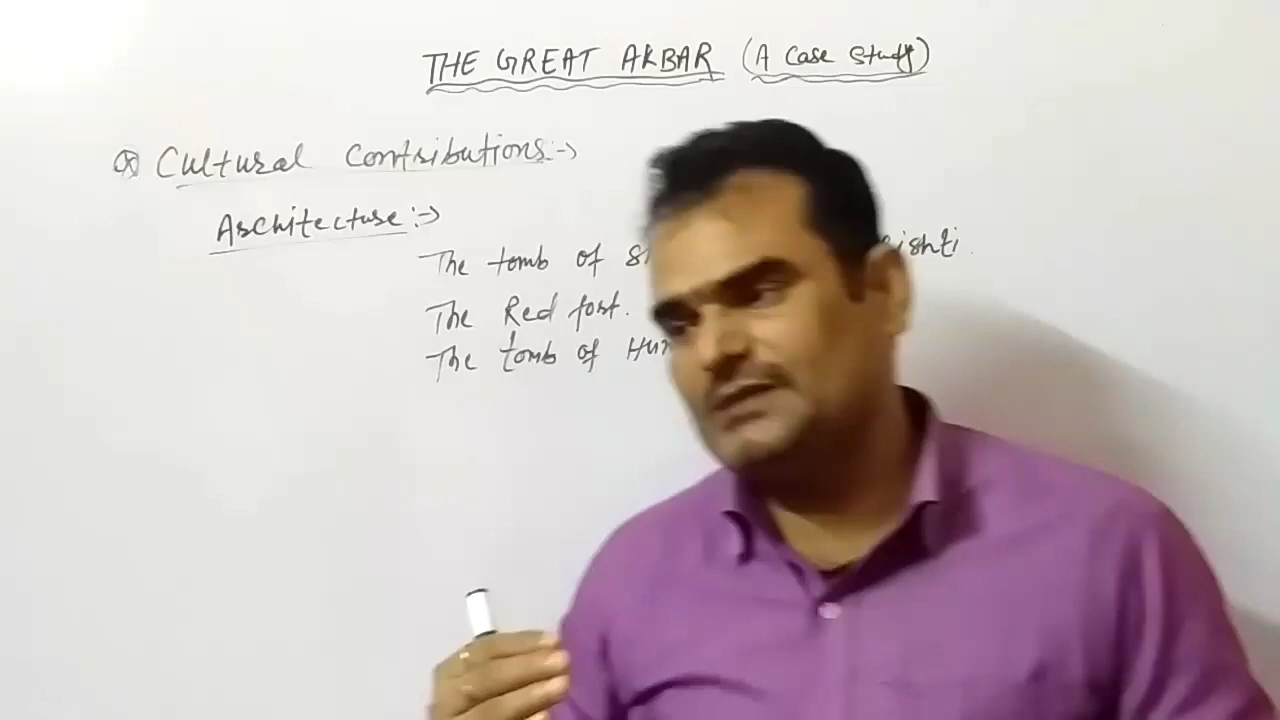 THE GREAT AKBAR (A Case Study)
Cultural Contributions:->
Architecture:->
The tomb of
The Red fort.
The tomb of